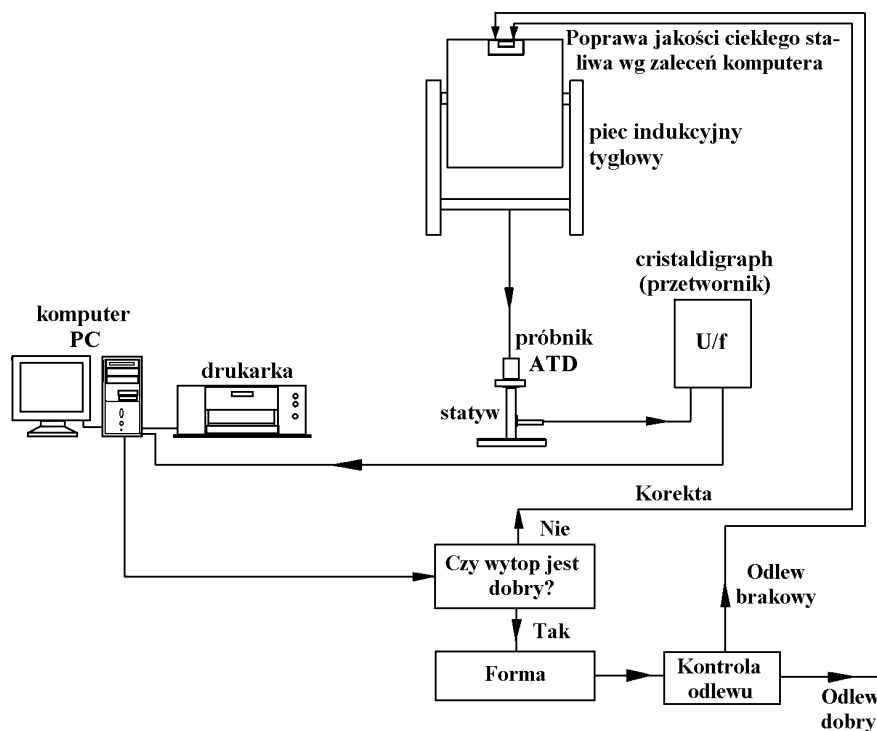 Poprawa jakości ciekłego sta-
liwa wg zaleceń komputera
piec indukcyjny
tyglowy
cristaldigraph
(przetwornik)
U/f
komputer
PC
drukarka
próbnik
ATD
statyw
Korekta
Nie
Czy wytop jest
dobry?
Tak
Forma
Kontrola
odlewu
Odlew
brakowy
Odlew
dobry